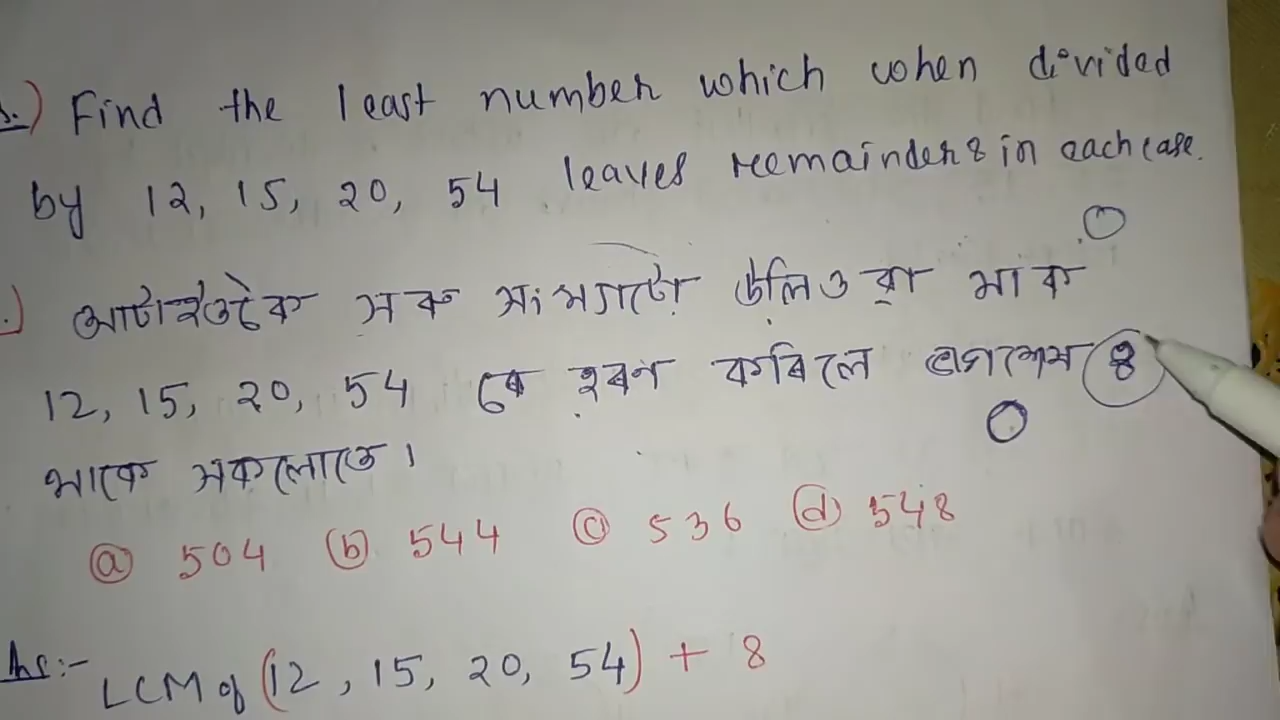 Find the least number which when divided
by 12, 15, 20, 54 leaves remainder 8 in each case.
আটাইতকৈ সৰু সংখ্যাটো উলিওৱা যাক
12, 15, 20, 54 ৰে হৰণ কৰিলে ভাগশেষ 8
থাকে সকলোতে।
ⓐ 504 ⓑ 544 ⓒ 536 ⓓ 548
Ans:- LCM of (12, 15, 20, 54) + 8